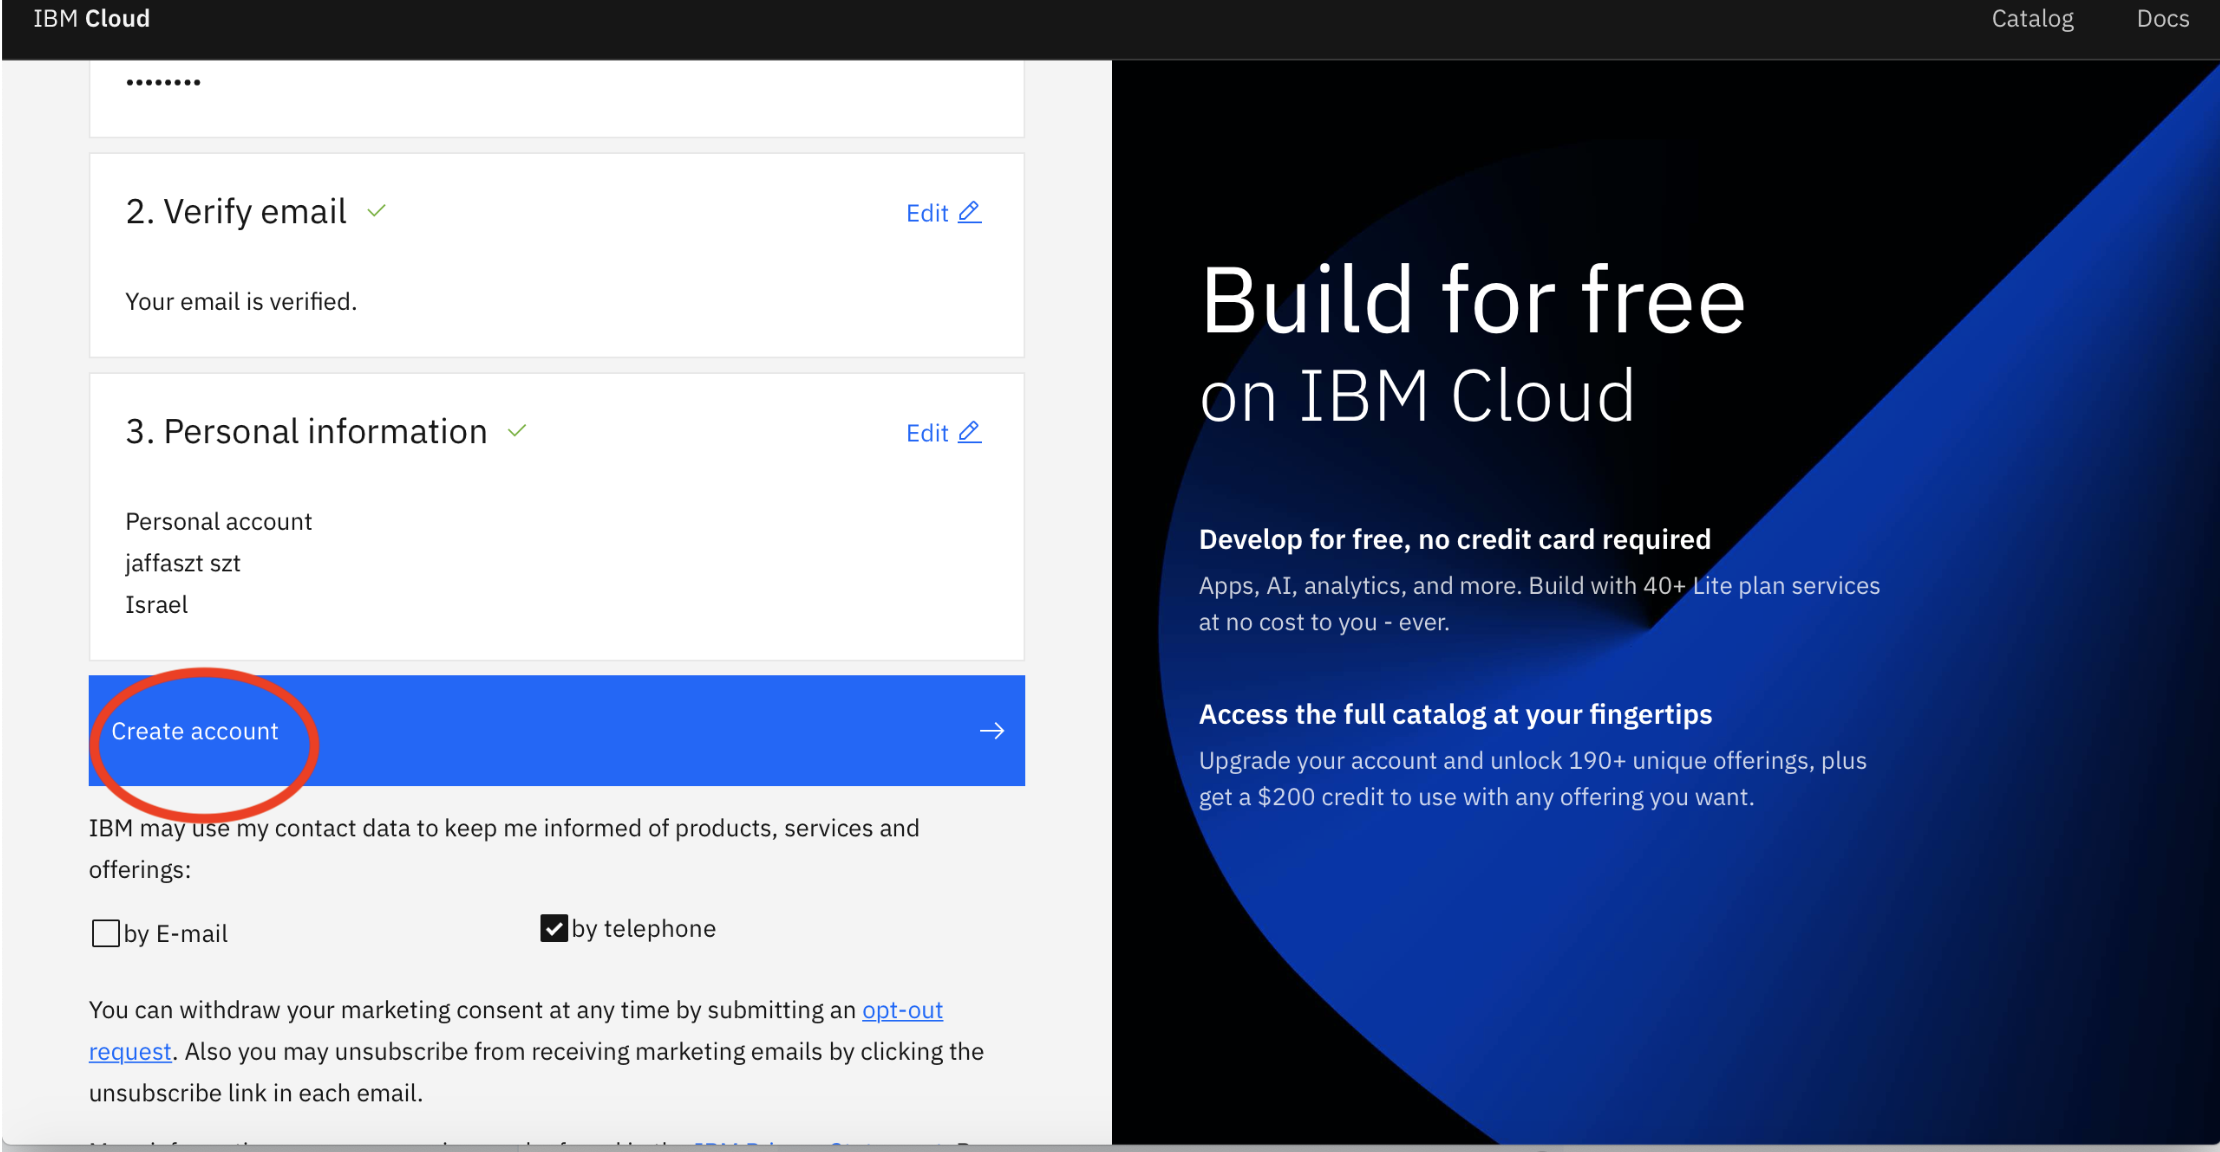 IBM Cloud
Catalog
Docs
••••••••
2. Verify email
Edit
Your email is verified.
3. Personal information
Edit
Personal account
jaffaszt szt
Israel
Create account
IBM may use my contact data to keep me informed of products, services and
offerings:
by E-mail
by telephone
You can withdraw your marketing consent at any time by submitting an opt-out
request. Also you may unsubscribe from receiving marketing emails by clicking the
unsubscribe link in each email.
Build for free
on IBM Cloud
Develop for free, no credit card required
Apps, AI, analytics, and more. Build with 40+ Lite plan services
at no cost to you - ever.
Access the full catalog at your fingertips
Upgrade your account and unlock 190+ unique offerings, plus
get a $200 credit to use with any offering you want.